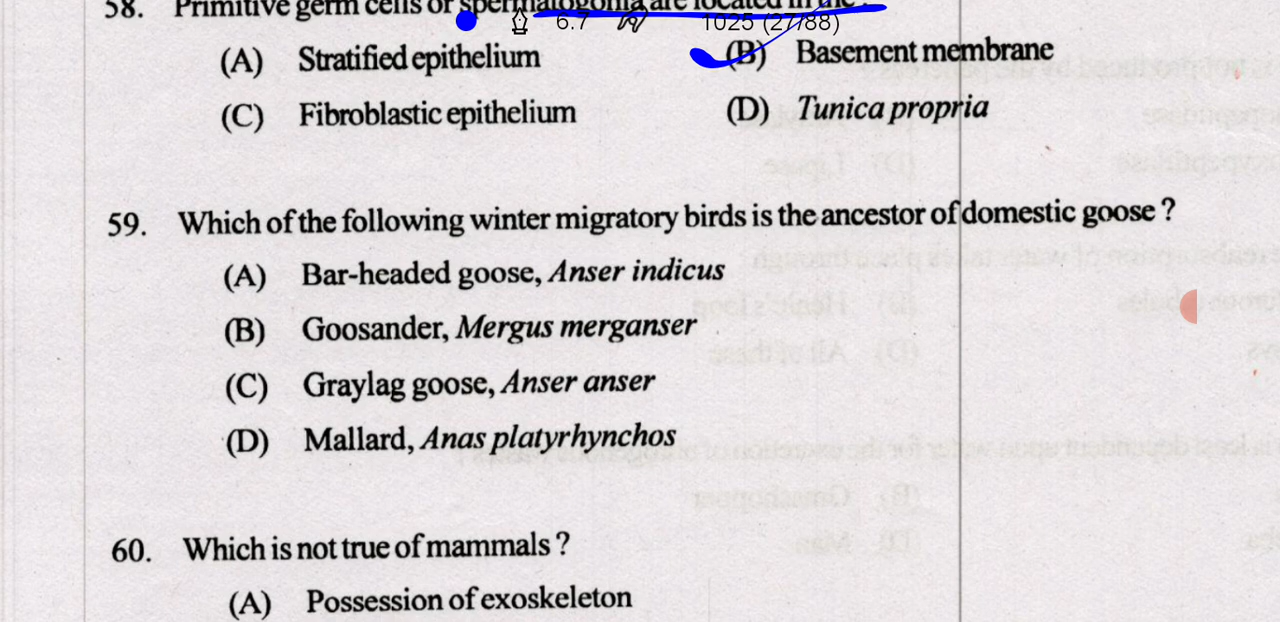 58. Primitive germ cells of spermatogonia are located in the :
6.7 1025 (27/88)
(A) Stratified epithelium (B) Basement membrane
(C) Fibroblastic epithelium (D) Tunica propria
59. Which of the following winter migratory birds is the ancestor of domestic goose ?
(A) Bar-headed goose, Anser indicus
(B) Goosander, Mergus merganser
(C) Graylag goose, Anser anser
(D) Mallard, Anas platyrhynchos
60. Which is not true of mammals ?
(A) Possession of exoskeleton